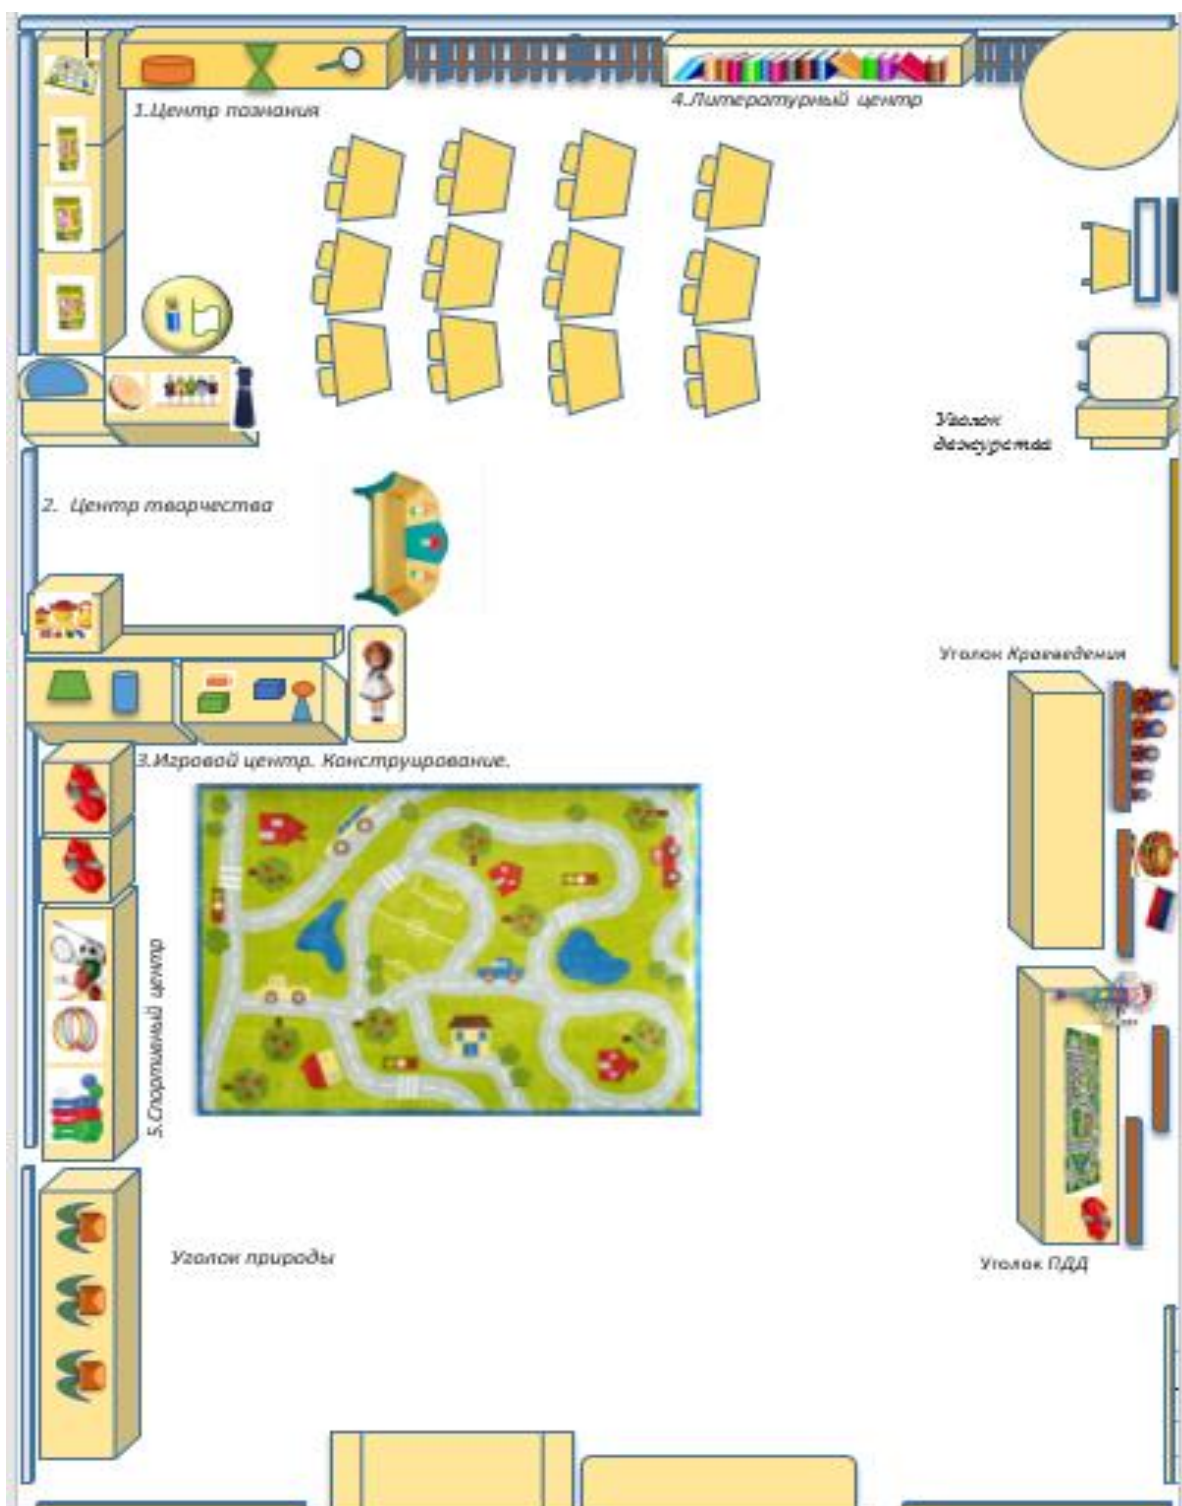 1.Центр познания
4.Литературный центр
Уголок
дежурства
2. Центр творчества
Уголок Краеведения
3.Игровой центр. Конструирование.
5.Спортивный центр
Уголок природы
Уголок ПДД